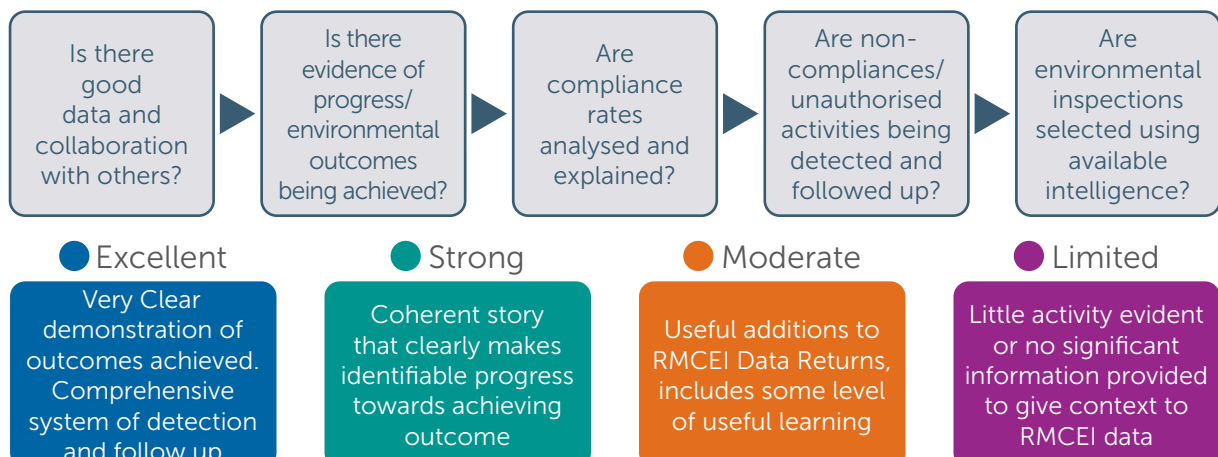 Is there
good
data and
collaboration
with others?
Is there
evidence of
progress/
environmental
outcomes
being achieved?
Are
compliance
rates
analysed and
explained?
Are non-
compliances/
unauthorised
activities being
detected and
followed up?
Are
environmental
inspections
selected using
available
intelligence?
Excellent
Very Clear
demonstration of
outcomes achieved.
Comprehensive
system of detection
and follow up
Strong
Coherent story
that clearly makes
identifiable progress
towards achieving
outcome
Moderate
Useful additions to
RMCEI Data Returns,
includes some level
of useful learning
Limited
Little activity evident
or no significant
information provided
to give context to
RMCEI data